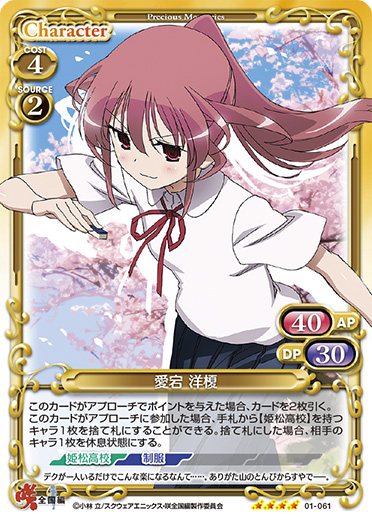 Precious Memories
Character
COST
4
SOURCE
2
40 AP
DP 30
愛宕 洋榎
このカードがアプローチでポイントを与えた場合、カードを2枚引く。
このカードがアプローチに参加した場合、手札から【姫松高校】を持つ
キャラ1枚を捨て札にすることができる。捨て札にした場合、相手の
キャラ1枚を休息状態にする。
姫松高校 制服
デクが一人いるだけでこんな楽になるなんて……、ありがた山のとんびからすやでー。
咲 全国編
©小林 立/スクウェアエニックス・咲全国編製作委員会
01-061